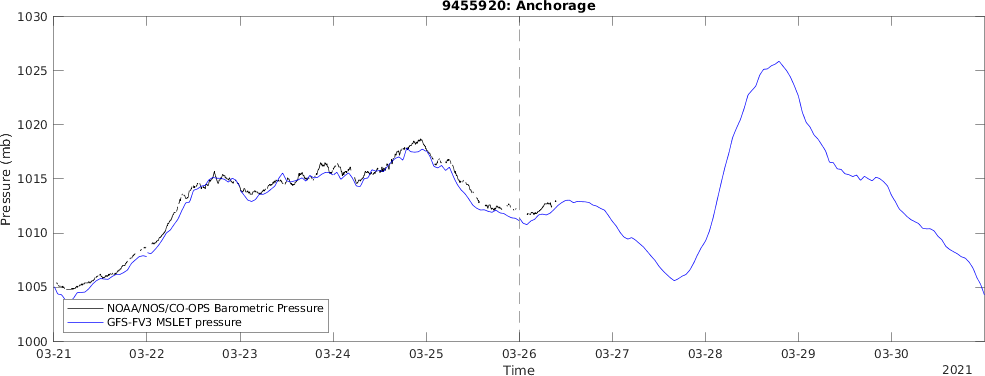 9455920: Anchorage
Pressure (mb)
1030
1025
1020
1015
1010
1005
1000
NOAA/NOS/CO-OPS Barometric Pressure
GFS-FV3 MSLET pressure
03-21 03-22 03-23 03-24 03-25 03-26 03-27 03-28 03-29 03-30
Time
2021